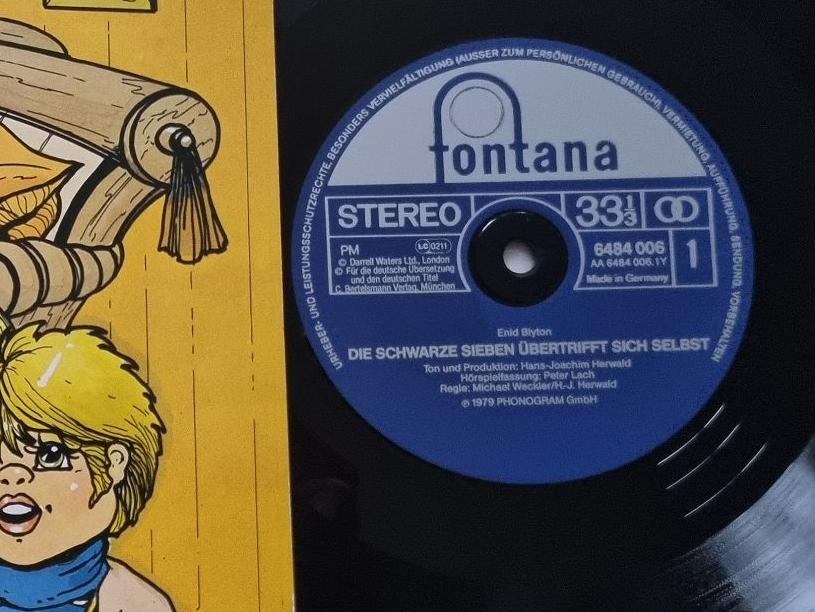 URHEBER- UND LEISTUNGSSCHUTZRECHTE, BESONDERS VERVIELFÄLTIGUNG (AUSSER ZUM PERSÖNLICHEN GEBRAUCH), VERMIETUNG, AUFFÜHRUNG, SENDUNG, VORBEHALTEN
fontana
STEREO
33⅓
PM
LC 0211
6484 006
AA 6484 006.1Y
1
© Darrell Waters Ltd., London
© Für die deutsche Übersetzung
und den deutschen Titel
C. Bertelsmann Verlag, München
Made in Germany
Enid Blyton
DIE SCHWARZE SIEBEN ÜBERTRIFFT SICH SELBST
Ton und Produktion: Hans-Joachim Herwald
Hörspielfassung: Peter Lach
Regie: Michael Weckler/H.-J. Herwald
℗ 1979 PHONOGRAM GmbH